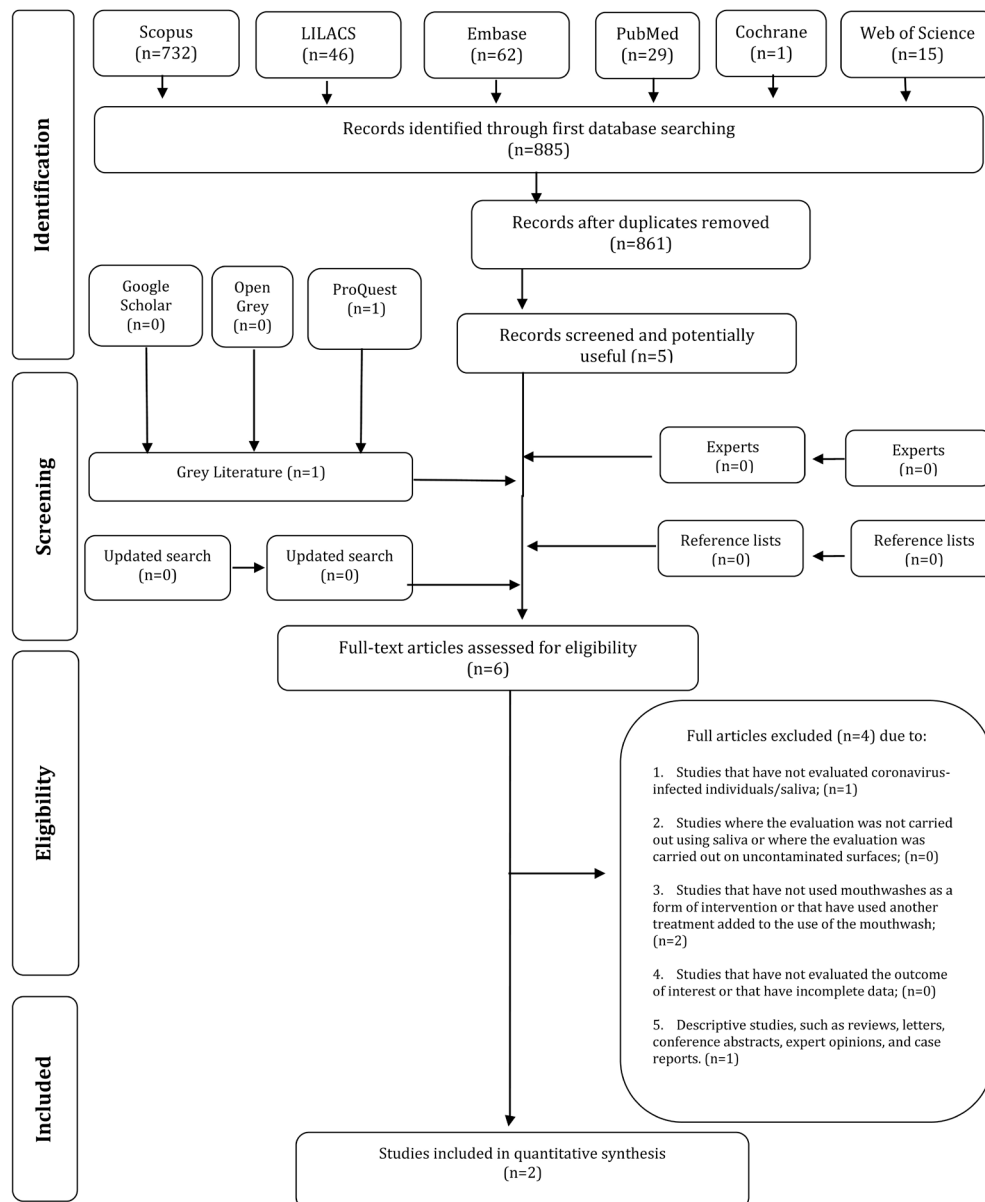 Identification
Screening
Eligibility
Included
Scopus
(n=732)
LILACS
(n=46)
Embase
(n=62)
PubMed
(n=29)
Cochrane
(n=1)
Web of Science
(n=15)
Records identified through first database searching
(n=885)
Records after duplicates removed
(n=861)
Google
Scholar
(n=0)
Open
Grey
(n=0)
ProQuest
(n=1)
Records screened and potentially
useful (n=5)
Grey Literature (n=1)
Experts
(n=0)
Experts
(n=0)
Updated search
(n=0)
Updated search
(n=0)
Reference lists
(n=0)
Reference lists
(n=0)
Full-text articles assessed for eligibility
(n=6)
Full articles excluded (n=4) due to:
1. Studies that have not evaluated coronavirus-
infected individuals/saliva; (n=1)
2. Studies where the evaluation was not carried
out using saliva or where the evaluation was
carried out on uncontaminated surfaces; (n=0)
3. Studies that have not used mouthwashes as a
form of intervention or that have used another
treatment added to the use of the mouthwash;
(n=2)
4. Studies that have not evaluated the outcome
of interest or that have incomplete data; (n=0)
5. Descriptive studies, such as reviews, letters,
conference abstracts, expert opinions, and case
reports. (n=1)
Studies included in quantitative synthesis
(n=2)